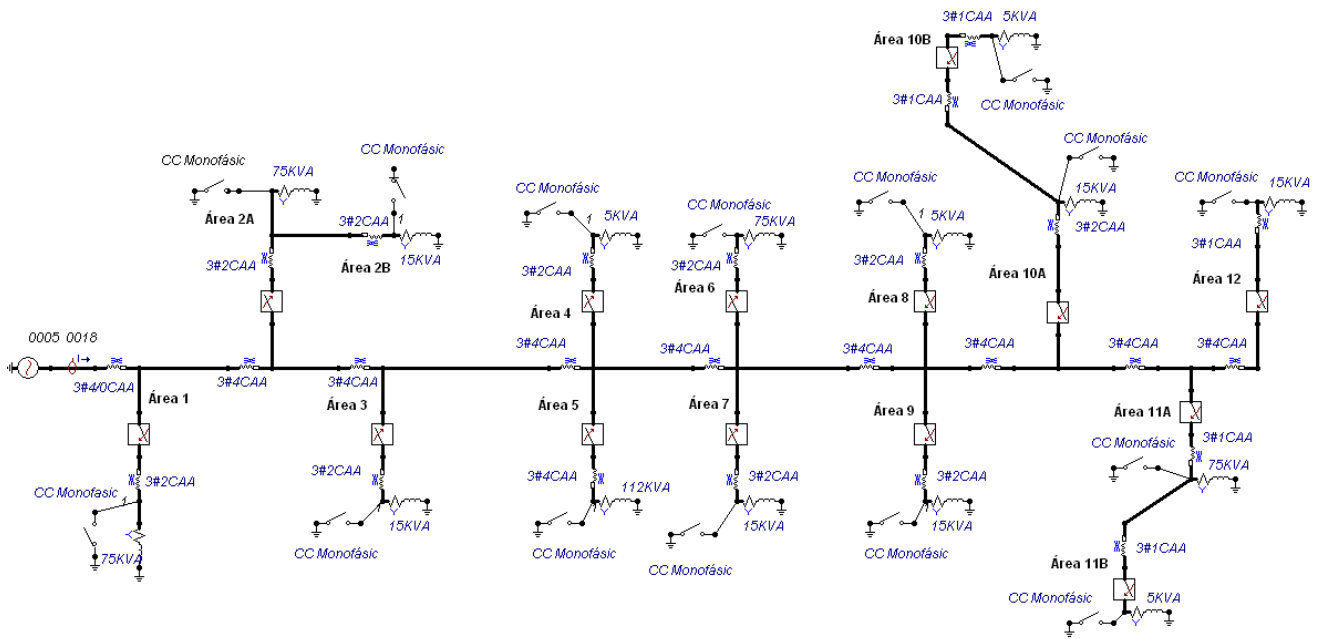 3#1CAA 5KVA
Área 10B
3#1CAA
CC Monofásic
CC Monofásic
CC Monofásic
75KVA
CC Monofásic
15KVA
3#2CAA
Área 2A
3#2CAA
1
15KVA
Área 2B
3#2CAA
CC Monofásic
1
5KVA
3#2CAA
Área 4
CC Monofásic
75KVA
3#2CAA
Área 6
CC Monofásic
1
5KVA
3#2CAA
Área 8
Área 10A
CC Monofásic
15KVA
3#1CAA
Área 12
0005 0018
I
3#4/0CAA
3#4CAA
3#4CAA
3#4CAA
3#4CAA
3#4CAA
3#4CAA
3#4CAA
3#4CAA
Área 1
3#2CAA
CC Monofasic
1
75KVA
Área 3
3#2CAA
15KVA
CC Monofásic
Área 5
3#4CAA
112KVA
CC Monofásic
Área 7
3#2CAA
15KVA
CC Monofásic
Área 9
3#2CAA
15KVA
CC Monofásic
Área 11A
3#1CAA
CC Monofásic
75KVA
3#1CAA
Área 11B
CC Monofásic
5KVA